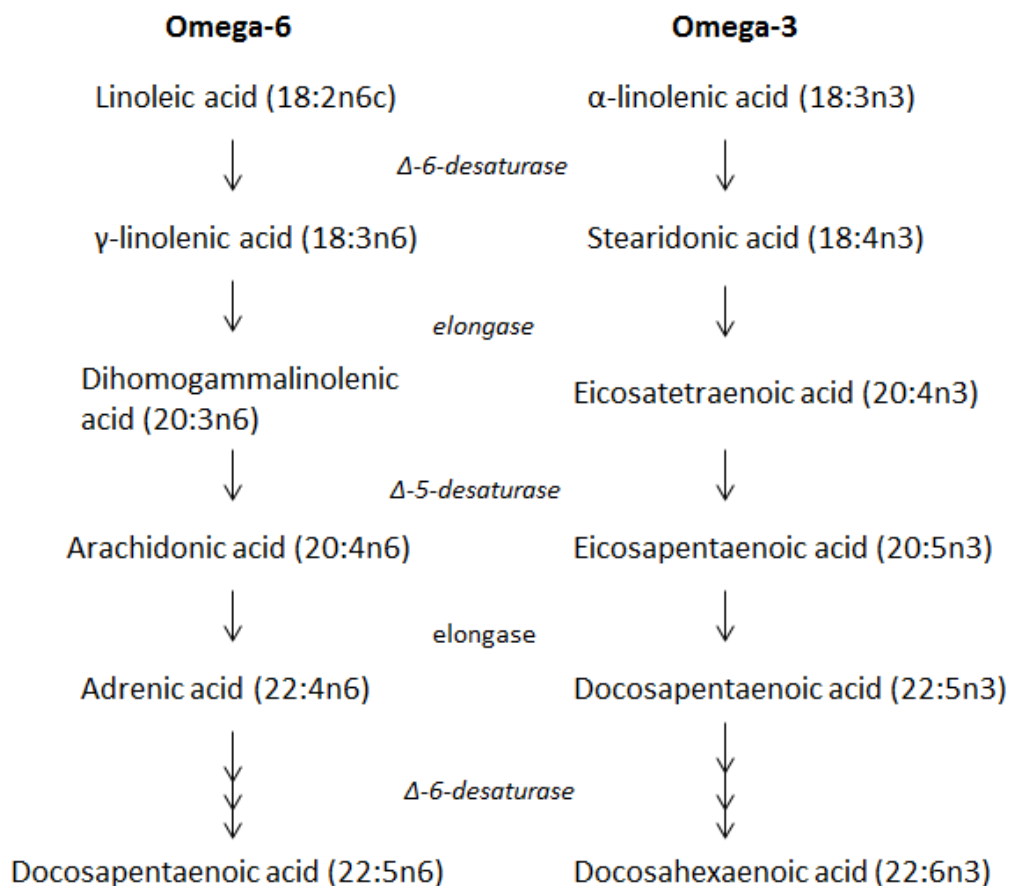 Omega-6 Omega-3
Linoleic acid (18:2n6c) α-linolenic acid (18:3n3)
Δ-6-desaturase
γ-linolenic acid (18:3n6) Stearidonic acid (18:4n3)
elongase
Dihomogammalinolenic
acid (20:3n6) Eicosatetraenoic acid (20:4n3)
Δ-5-desaturase
Arachidonic acid (20:4n6) Eicosapentaenoic acid (20:5n3)
elongase
Adrenic acid (22:4n6) Docosapentaenoic acid (22:5n3)
Δ-6-desaturase
Docosapentaenoic acid (22:5n6) Docosahexaenoic acid (22:6n3)